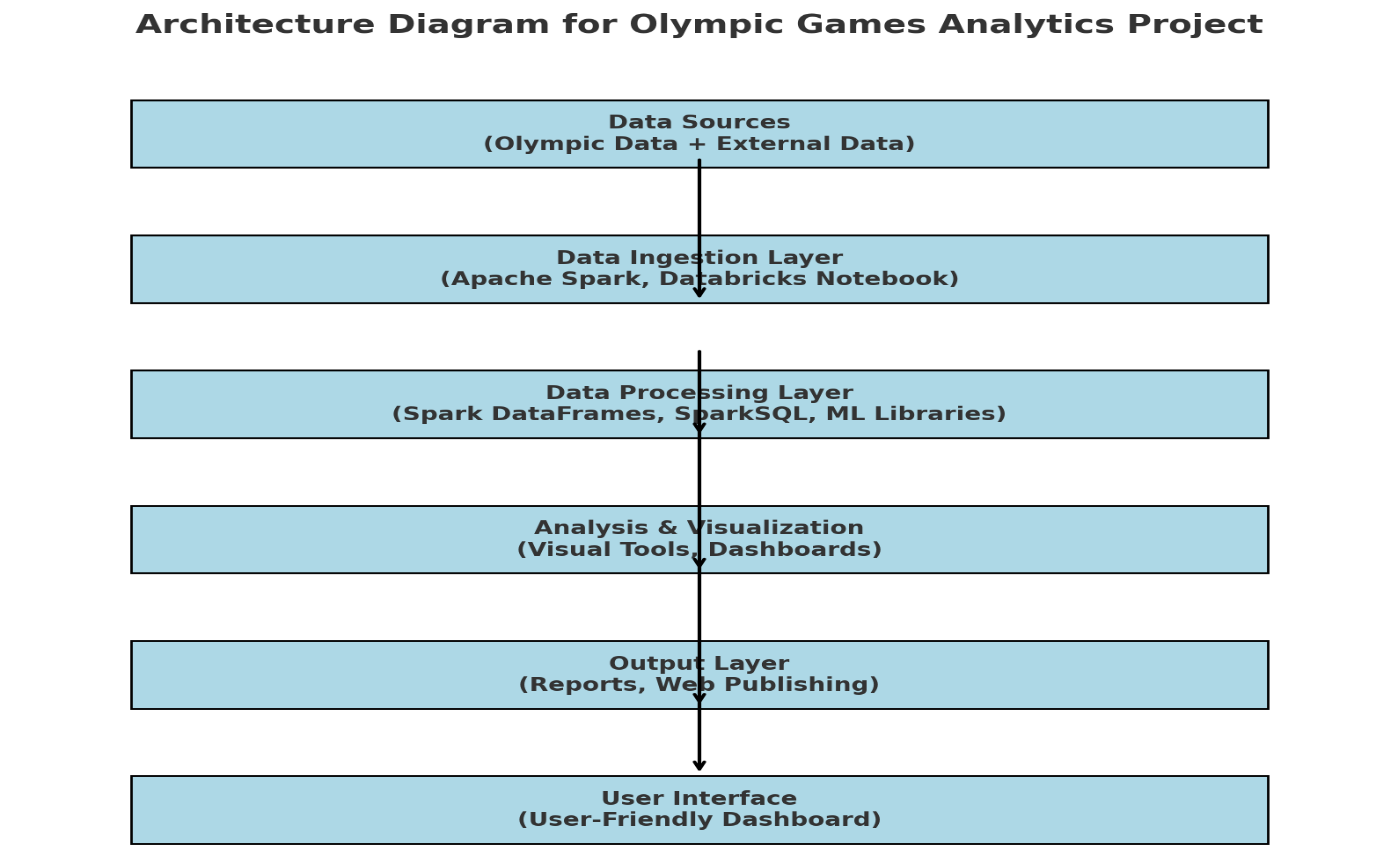 Architecture Diagram for Olympic Games Analytics Project
Data Sources
(Olympic Data + External Data)
Data Ingestion Layer
(Apache Spark, Databricks Notebook)
Data Processing Layer
(Spark DataFrames, SparkSQL, ML Libraries)
Analysis & Visualization
(Visual Tools, Dashboards)
Output Layer
(Reports, Web Publishing)
User Interface
(User-Friendly Dashboard)